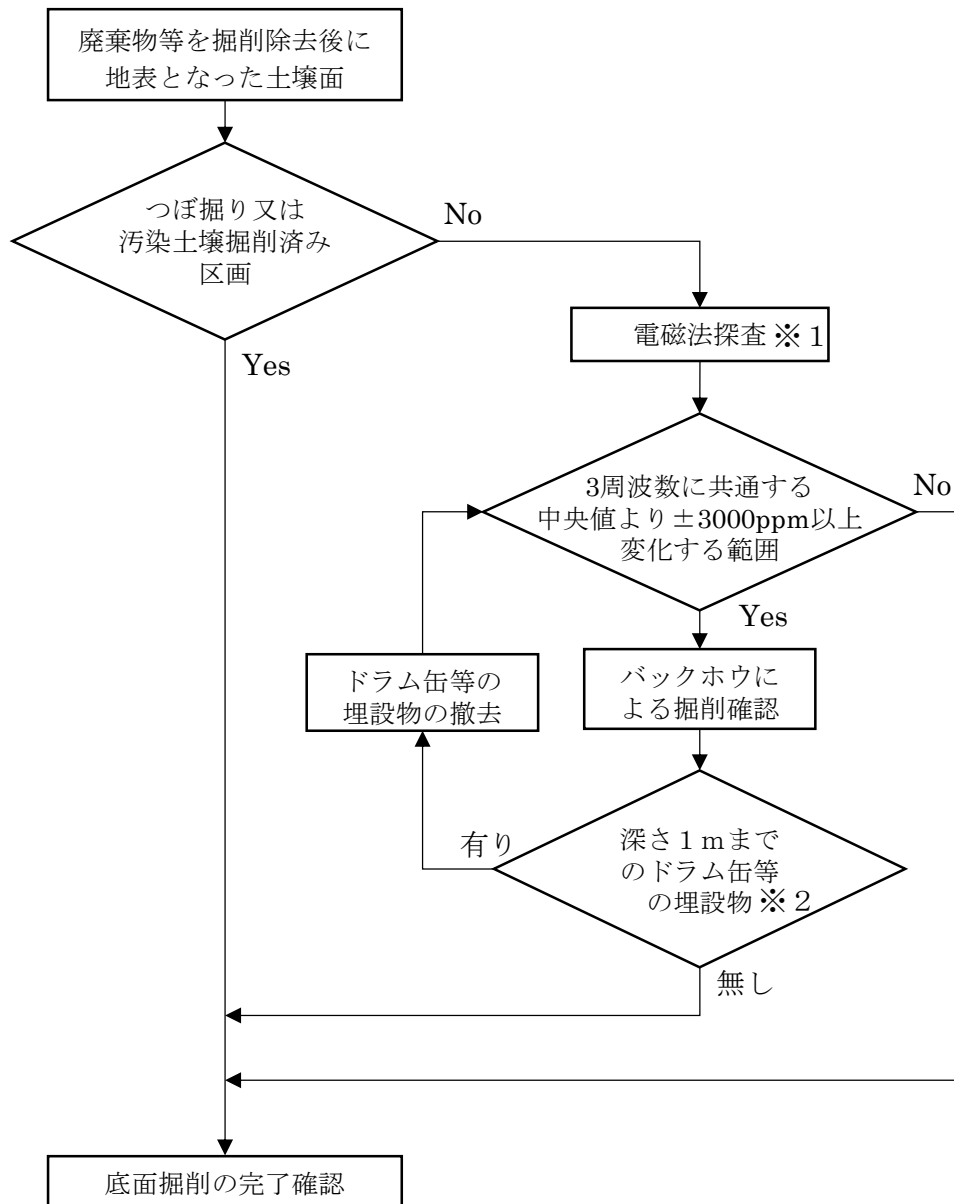 廃棄物等を掘削除去後に
地表となった土壌面
つぼ掘り又は
汚染土壌掘削済み
区画
No
Yes
電磁法探査※１
3周波数に共通する
中央値より±3000ppm以上
変化する範囲
No
Yes
ドラム缶等の
埋設物の撤去
バックホウに
よる掘削確認
有り
深さ１ｍまで
のドラム缶等
の埋設物※２
無し
底面掘削の完了確認